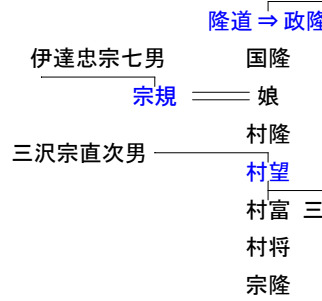 隆道 ⇒ 政隆
伊達忠宗七男 国隆
宗規 娘
村隆
三沢宗直次男
村望
村富 三
村将
宗隆